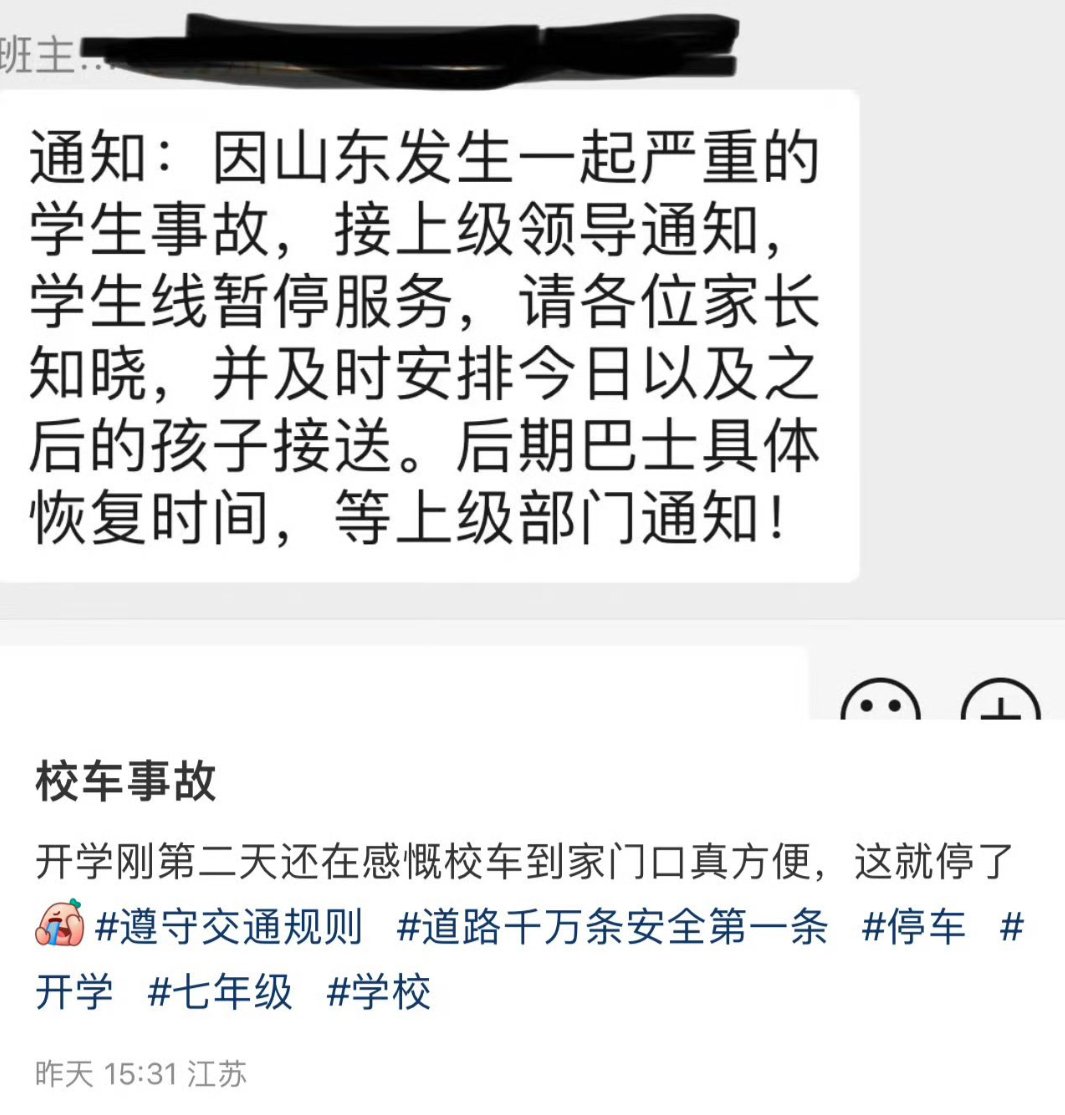 班主...
通知：因山东发生一起严重的
学生事故，接上级领导通知，
学生线暂停服务，请各位家长
知晓，并及时安排今日以及之
后的孩子接送。后期巴士具体
恢复时间，等上级部门通知！
校车事故
开学刚第二天还在感慨校车到家门口真方便，这就停了
#遵守交通规则 #道路千万条安全第一条 #停车 #
开学 #七年级 #学校
昨天 15:31 江苏